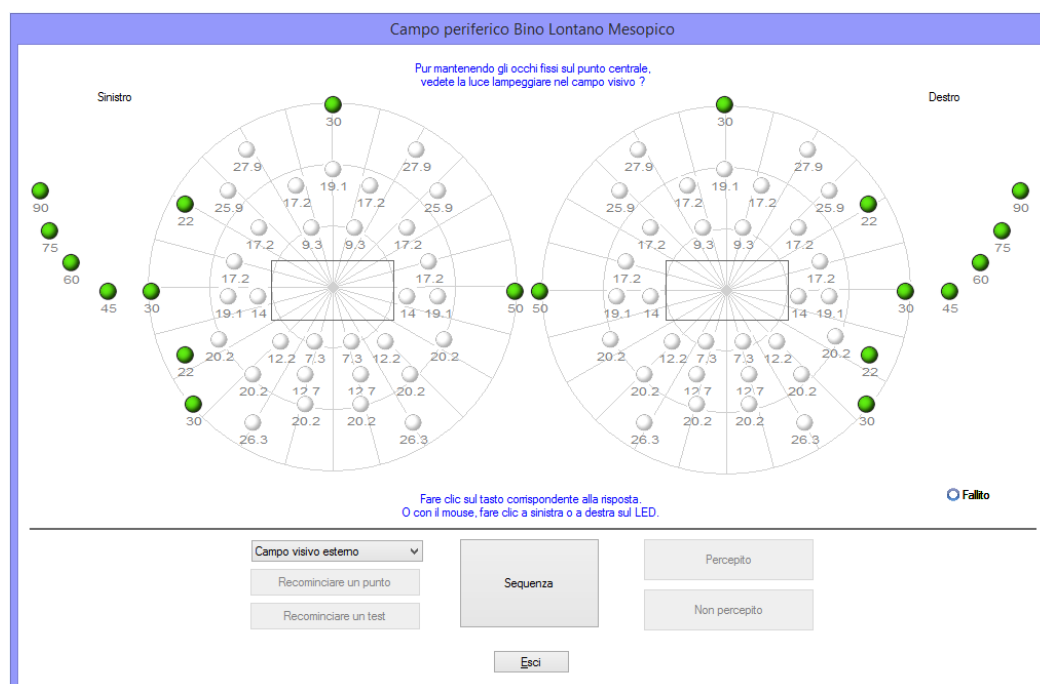 Campo periferico Bino Lontano Mesopico
Pur mantenendo gli occhi fissi sul punto centrale,
vedete la luce lampeggiare nel campo visivo ?
Sinistro Destro
30 30
27.9 27.9 27.9 27.9
19.1 19.1
17.2 17.2 17.2 17.2
90 25.9 25.9 25.9 25.9 90
22 22
75 17.2 9.3 9.3 17.2 17.2 9.3 9.3 17.2 75
60 17.2 17.2 17.2 17.2 60
45 30 19.1 14 14 19.1 50 50 19.1 14 14 19.1 30 45
20.2 12.2 7.3 7.3 12.2 20.2 20.2 12.2 7.3 7.3 12.2 20.2
22 22
20.2 12.7 12.7 20.2 20.2 12.7 12.7 20.2
30 20.2 20.2 20.2 20.2 30
26.3 26.3 26.3 26.3
Fare clic sul tasto corrispondente alla risposta.
O con il mouse, fare clic a sinistra o a destra sul LED.
Fallito
Campo visivo esterno
Recominciare un punto
Recominciare un test
Sequenza
Percepito
Non percepito
Esci